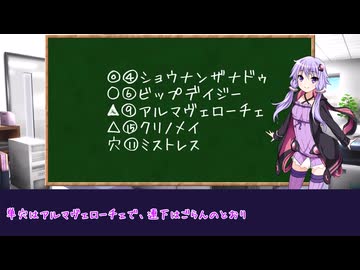 ◎④ショウナンザナドゥ
○⑥ビップデイジー
▲⑨アルマヴェローチェ
△⑮クリノメイ
穴⑪ミストレス
単穴はアルマヴェローチェで、連下はごらんのとおり